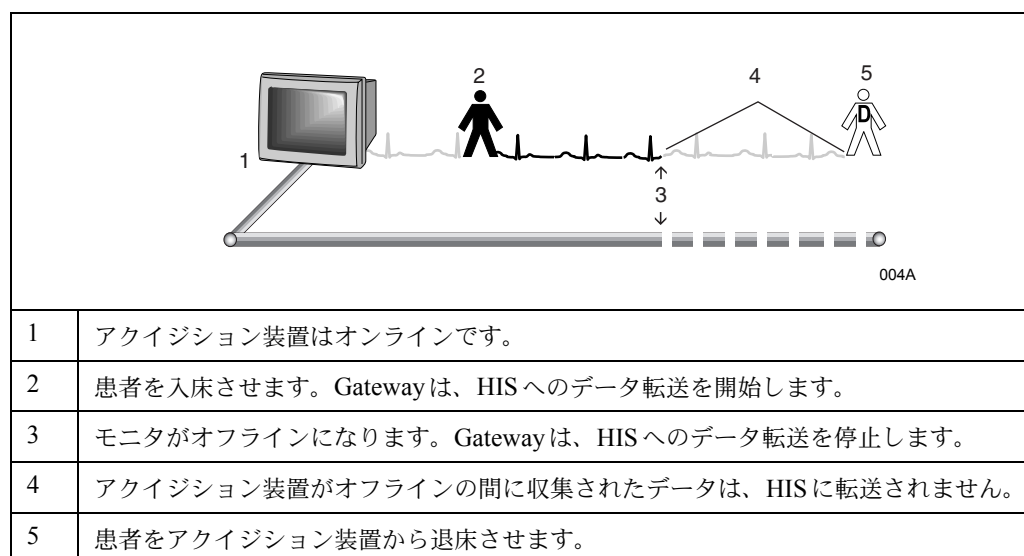 2
4
5
D
1
3
004A
1 アクイジション装置はオンラインです。
2 患者を入床させます。Gatewayは、HISへのデータ転送を開始します。
3 モニタがオフラインになります。Gatewayは、HISへのデータ転送を停止します。
4 アクイジション装置がオフラインの間に収集されたデータは、HISに転送されません。
5 患者をアクイジション装置から退床させます。